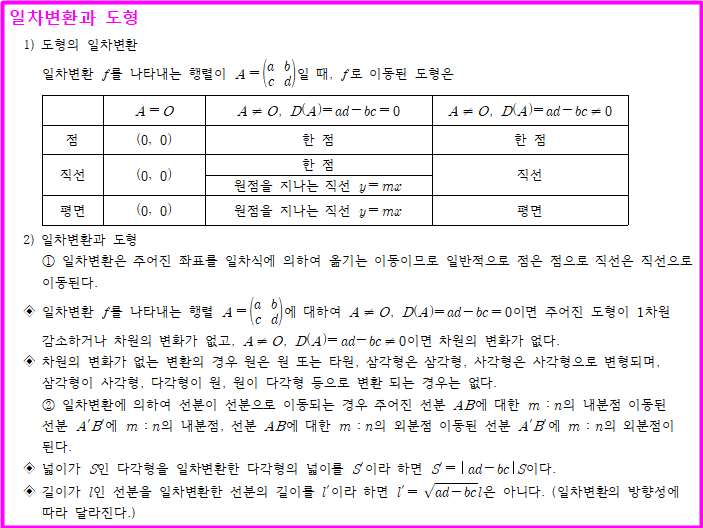 일차변환과 도형
1) 도형의 일차변환
일차변환 f를 나타내는 행렬이 A=(a b
c d)일 때, f로 이동된 도형은
A=O A≠O, D(A)=ad-bc=0 A≠O, D(A)=ad-bc≠0
점 (0, 0) 한 점 한 점
직선 (0, 0) 한 점 직선
원점을 지나는 직선 y=mx
평면 (0, 0) 원점을 지나는 직선 y=mx 평면
2) 일차변환과 도형
① 일차변환은 주어진 좌표를 일차식에 의하여 옮기는 이동이므로 일반적으로 점은 점으로 직선은 직선으로
이동된다.
◈ 일차변환 f를 나타내는 행렬 A=(a b
c d)에 대하여 A≠O, D(A)=ad-bc=0이면 주어진 도형이 1차원
감소하거나 차원의 변화가 없고, A≠O, D(A)=ad-bc≠0이면 차원의 변화가 없다.
◈ 차원의 변화가 없는 변환의 경우 원은 원 또는 타원, 삼각형은 삼각형, 사각형은 사각형으로 변형되며,
삼각형이 사각형, 다각형이 원, 원이 다각형 등으로 변환 되는 경우는 없다.
② 일차변환에 의하여 선분이 선분으로 이동되는 경우 주어진 선분 AB에 대한 m:n의 내분점 이동된
선분 A'B'에 m:n의 내분점, 선분 AB에 대한 m:n의 외분점 이동된 선분 A'B'에 m:n의 외분점이
된다.
◈ 넓이가 S인 다각형을 일차변환한 다각형의 넓이를 S'이라 하면 S'=|ad-bc|S이다.
◈ 길이가 l인 선분을 일차변환한 선분의 길이를 l'이라 하면 l'=√(ad-bc)l은 아니다. (일차변환의 방향성에
따라 달라진다.)